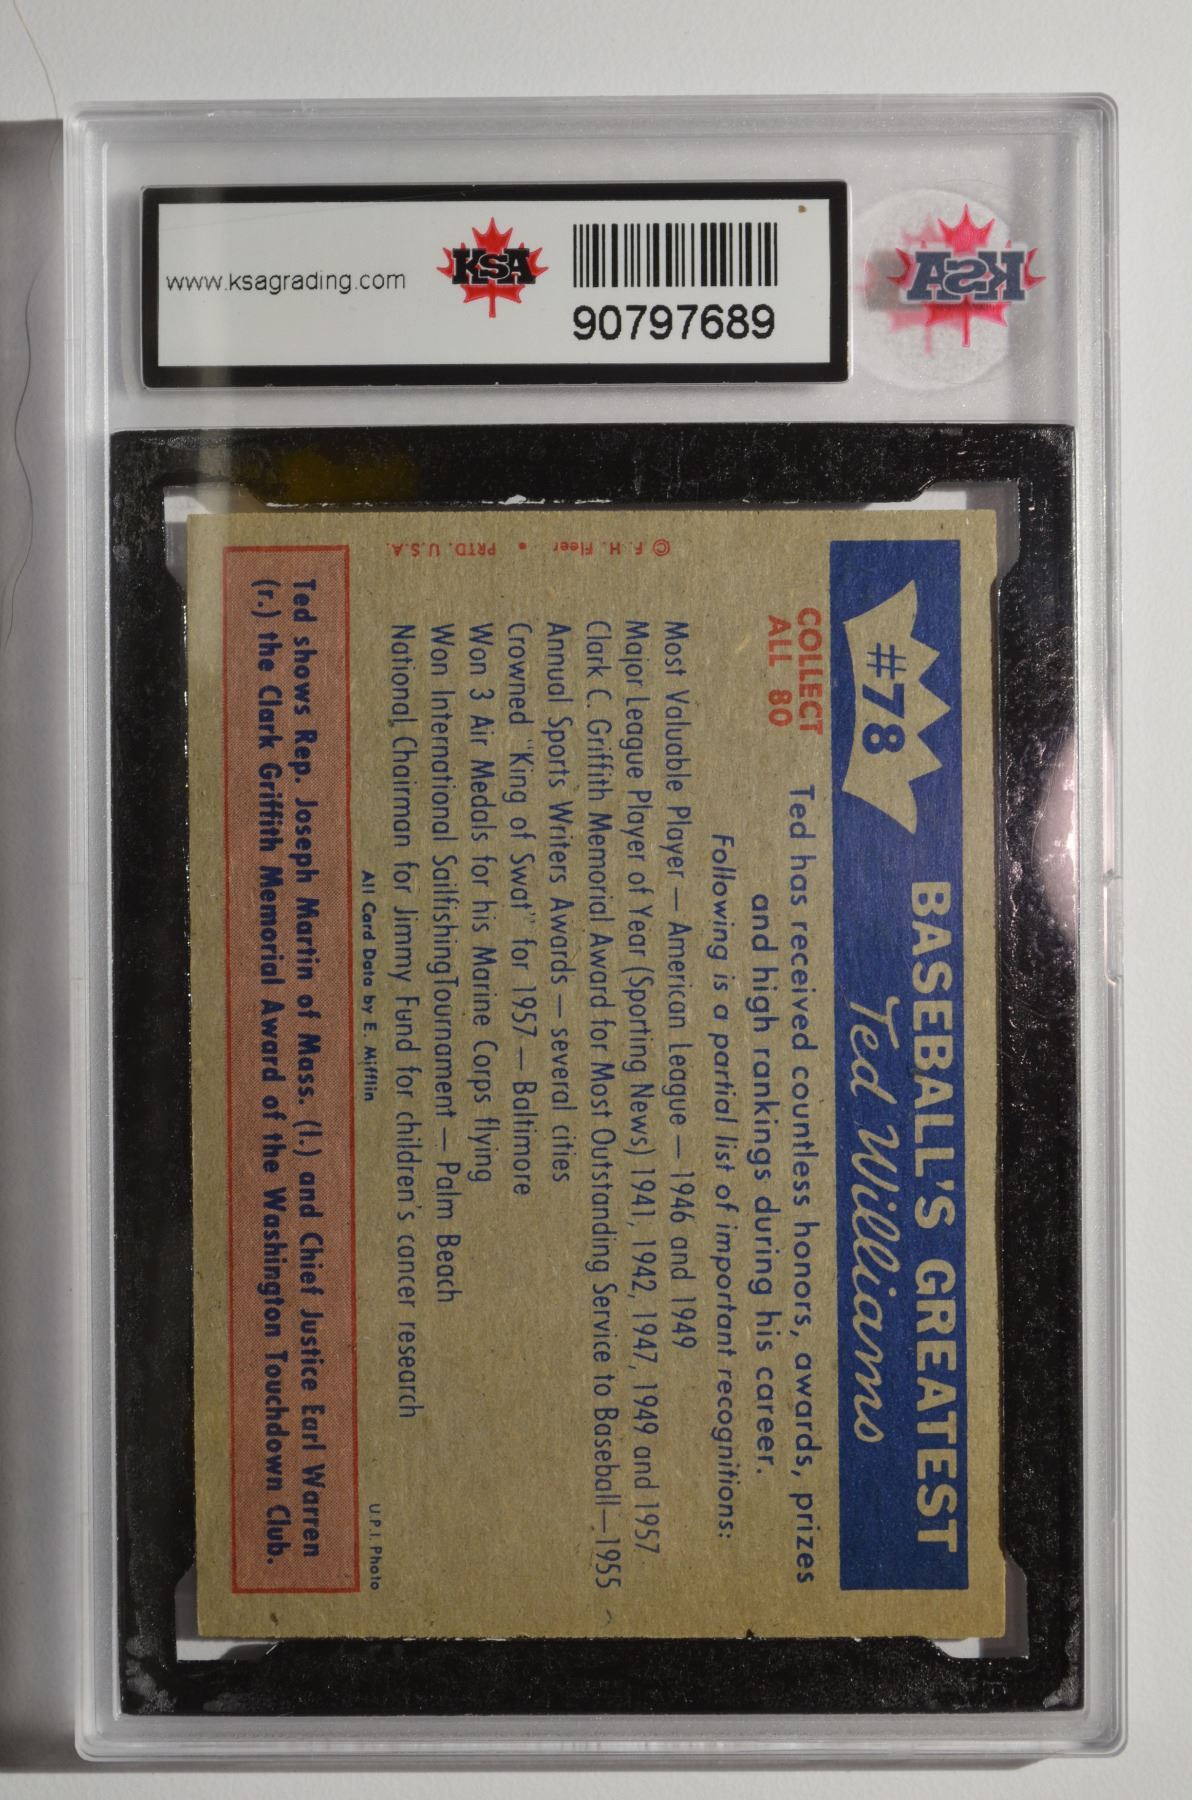 www.ksagrading.com
KSA
90797689
KSA
#78
BASEBALL'S GREATEST
Ted Williams
COLLECT
ALL 80
Ted has received countless honors, awards, prizes
and high rankings during his career.
Following is a partial list of important recognitions:
Most Valuable Player — American League — 1946 and 1949
Major League Player of Year (Sporting News) 1941, 1942, 1947, 1949 and 1957
Clark C. Griffith Memorial Award for Most Outstanding Service to Baseball—1955
Annual Sports Writers Awards — several cities
Crowned "King of Swat" for 1957 — Baltimore
Won 3 Air Medals for his Marine Corps flying
Won International Sailfishing Tournament — Palm Beach
National Chairman for Jimmy Fund for children's cancer research
All Card Data by E. Mifflin
U.P.I. Photo
Ted shows Rep. Joseph Martin of Mass. (l.) and Chief Justice Earl Warren
(r.) the Clark Griffith Memorial Award of the Washington Touchdown Club.
© F. H. Fleer • PRTD. U.S.A.